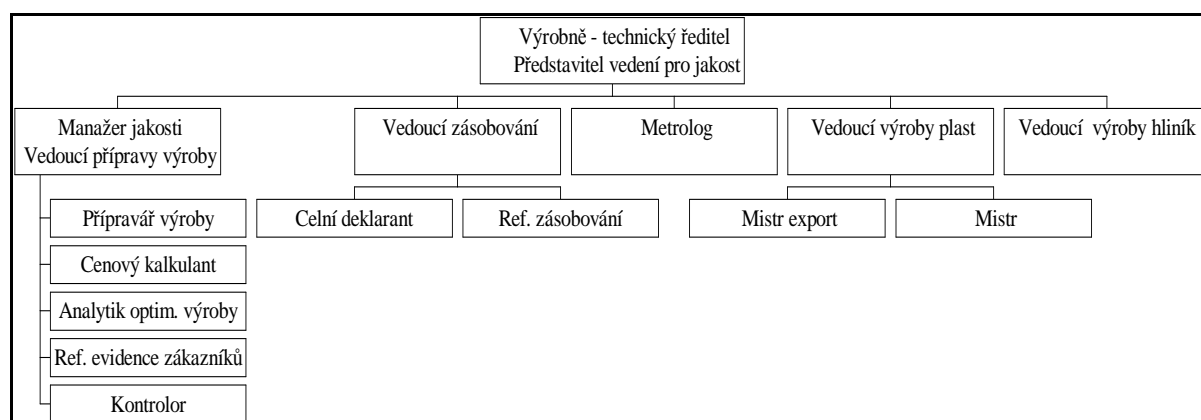 Výrobně - technický ředitel
Představitel vedení pro jakost
Manažer jakosti
Vedoucí přípravy výroby
Vedoucí zásobování
Metrolog
Vedoucí výroby plast
Vedoucí výroby hliník
Přípravář výroby
Cenový kalkulant
Analytik optim. výroby
Ref. evidence zákazníků
Kontrolor
Celní deklarant
Ref. zásobování
Mistr export
Mistr